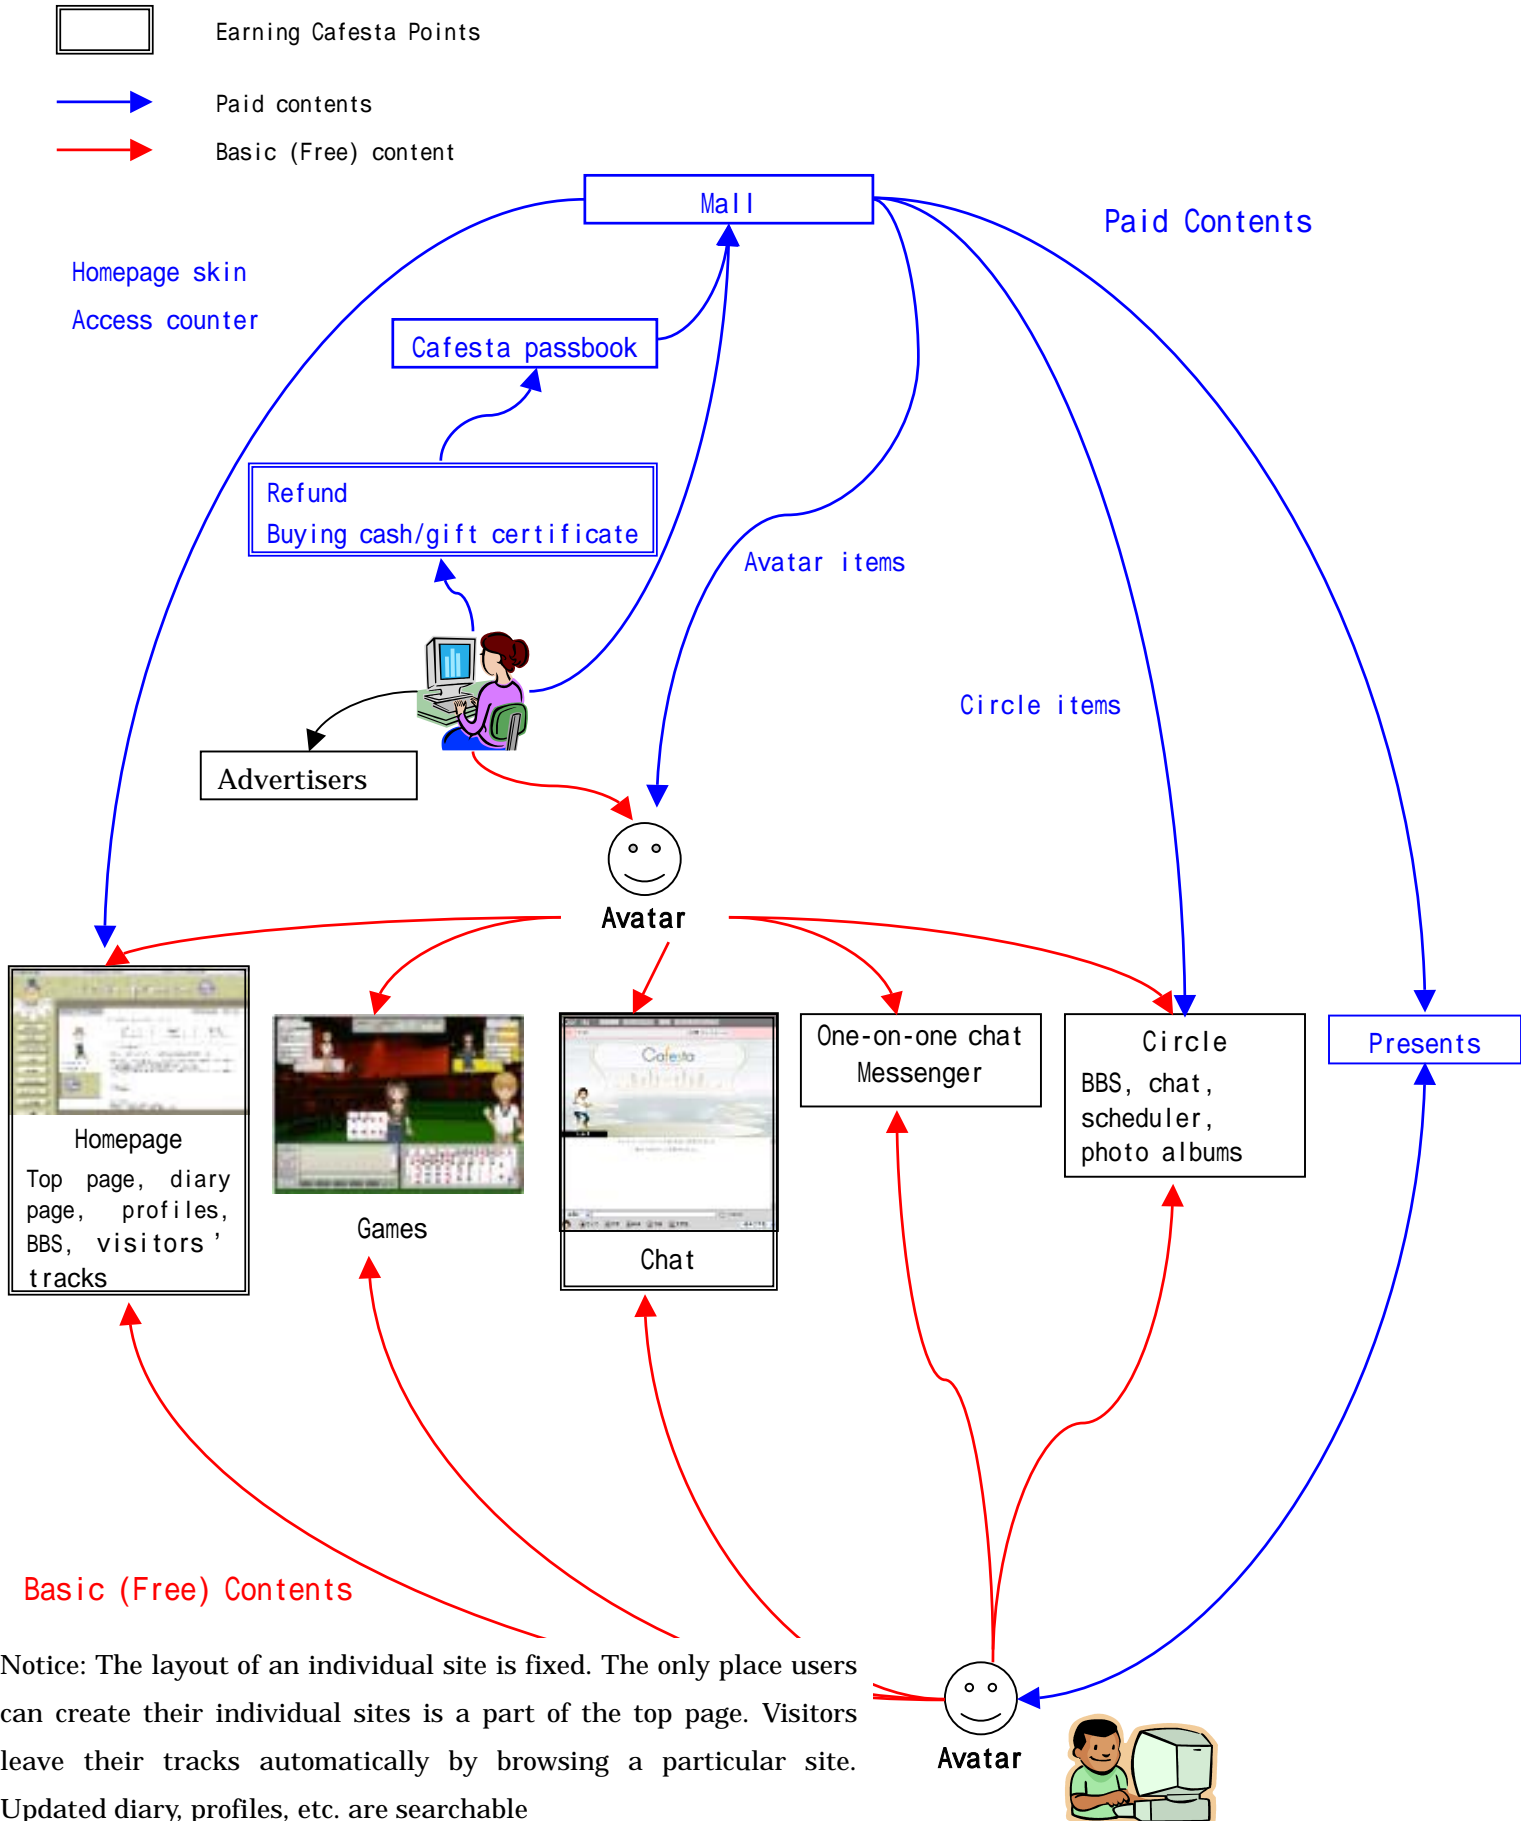 Earning Cafesta Points
Paid contents
Basic (Free) content
Mall
Paid Contents
Homepage skin
Access counter
Cafesta passbook
Refund
Buying cash/gift certificate
Avatar items
Circle items
Advertisers
Avatar
Homepage
Top page, diary
page, profiles,
BBS, visitors’
tracks
Games
Cafesta
Chat
One-on-one chat
Messenger
Circle
BBS, chat,
scheduler,
photo albums
Presents
Basic (Free) Contents
Notice: The layout of an individual site is fixed. The only place users
can create their individual sites is a part of the top page. Visitors
leave their tracks automatically by browsing a particular site.
Updated diary, profiles, etc. are searchable
Avatar